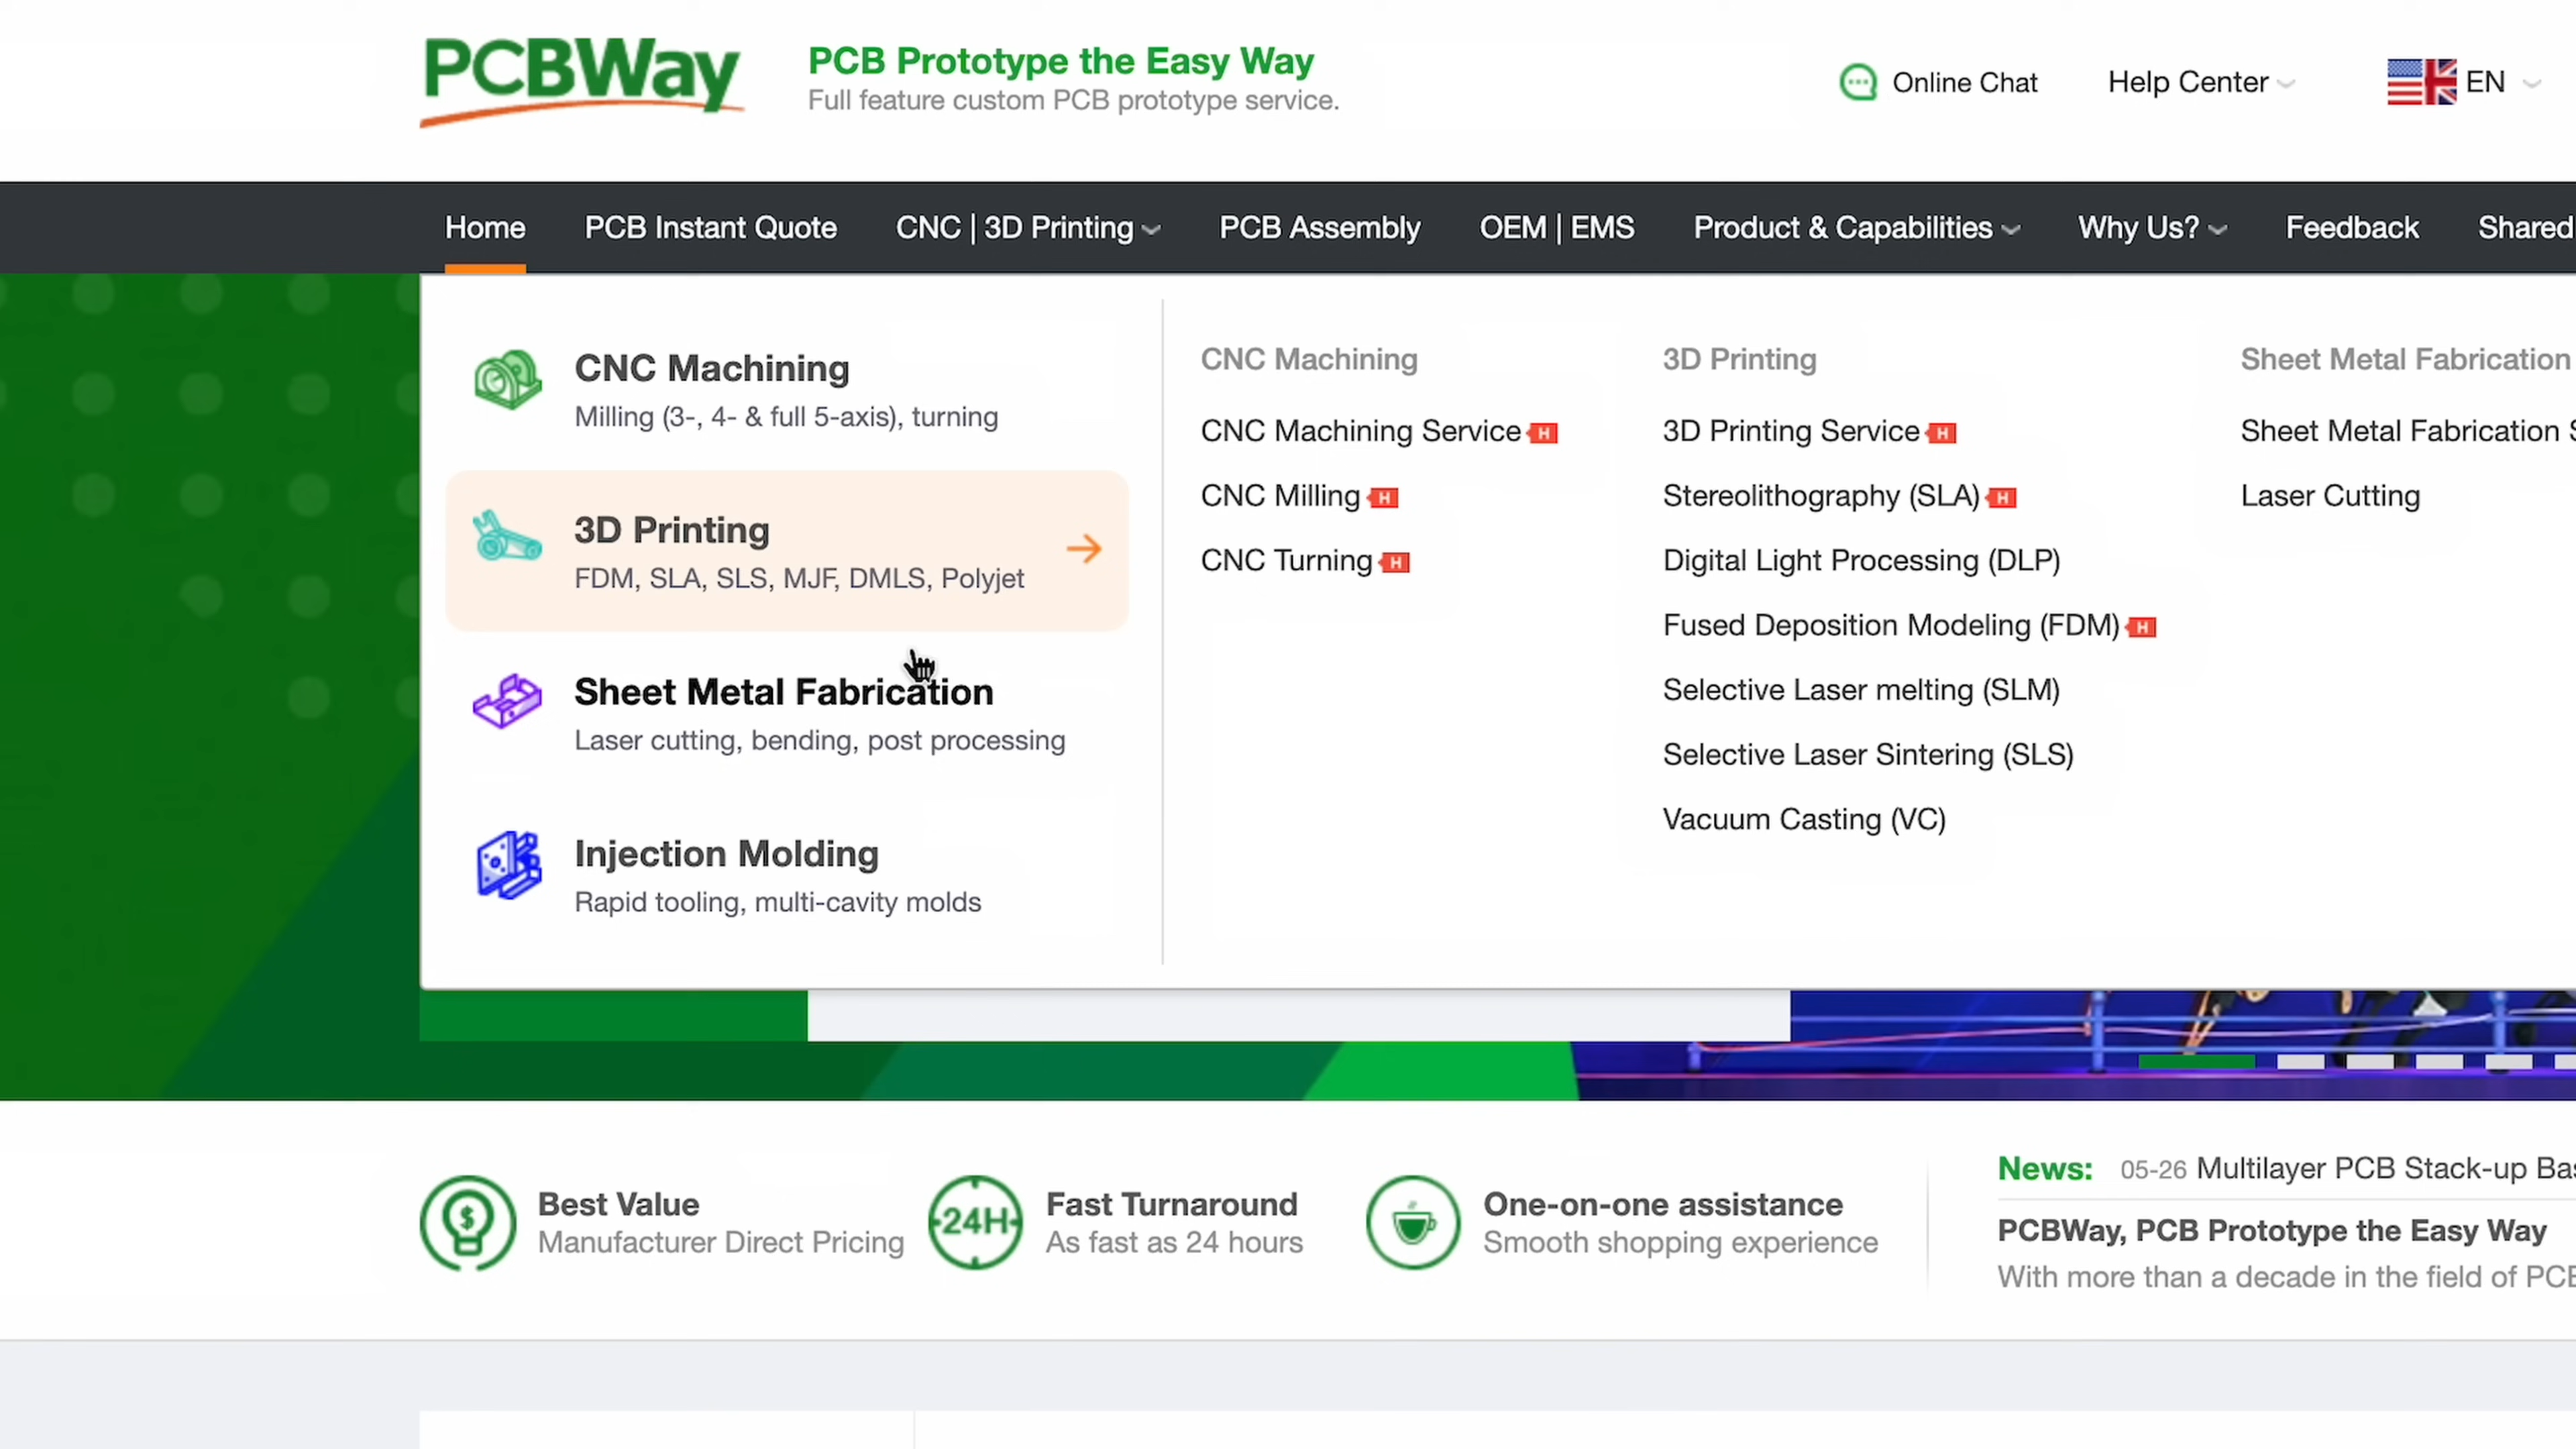 PCBWay
PCB Prototype the Easy Way
Full feature custom PCB prototype service.
Online Chat
Help Center
EN
Home
PCB Instant Quote
CNC | 3D Printing
PCB Assembly
OEM | EMS
Product & Capabilities
Why Us?
Feedback
Shared
CNC Machining
Milling (3-, 4- & full 5-axis), turning
3D Printing
FDM, SLA, SLS, MJF, DMLS, Polyjet
Sheet Metal Fabrication
Laser cutting, bending, post processing
Injection Molding
Rapid tooling, multi-cavity molds
CNC Machining
CNC Machining Service H
CNC Milling H
CNC Turning H
3D Printing
3D Printing Service H
Stereolithography (SLA) H
Digital Light Processing (DLP)
Fused Deposition Modeling (FDM) H
Selective Laser melting (SLM)
Selective Laser Sintering (SLS)
Vacuum Casting (VC)
Sheet Metal Fabrication
Sheet Metal Fabrication
Laser Cutting
$
Best Value
Manufacturer Direct Pricing
24H
Fast Turnaround
As fast as 24 hours
One-on-one assistance
Smooth shopping experience
News: 05-26 Multilayer PCB Stack-up
PCBWay, PCB Prototype the Easy Way
With more than a decade in the field of